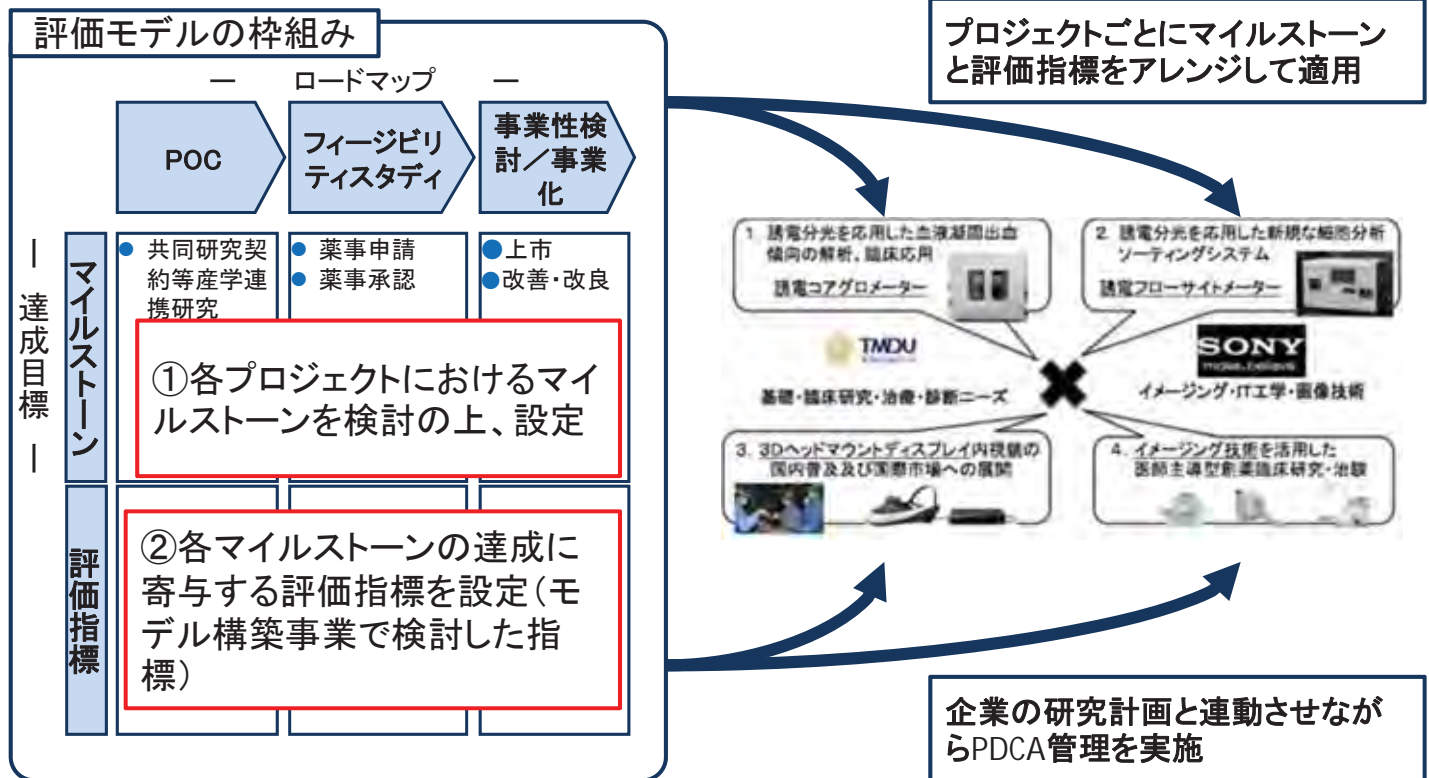 評価モデルの枠組み
ー ロードマップ ー
POC
フィージビリ
ティスタディ
事業性検
討／事業
化
ー 達成目標 ー
マイルストーン
● 共同研究契
約等産学連
携研究
● 薬事申請
● 薬事承認
●上市
●改善・改良
①各プロジェクトにおけるマイ
ルストーンを検討の上、設定
評価指標
②各マイルストーンの達成に
寄与する評価指標を設定（モ
デル構築事業で検討した指
標）
プロジェクトごとにマイルストーン
と評価指標をアレンジして適用
1. 誘電分光を応用した血液凝固出血
傾向の解析、臨床応用
誘電コアグロメーター
2. 誘電分光を応用した新規な細胞分析
ソーティングシステム
誘電フローサイトメーター
TMDU
基礎・臨床研究・治療・診断ニーズ
SONY
make.believe
イメージング・IT工学・画像技術
3. 3Dヘッドマウントディスプレイ内視鏡の
国内普及及び国際市場への展開
4. イメージング技術を活用した
医師主導型創薬臨床研究・治験
企業の研究計画と連動させなが
らPDCA管理を実施